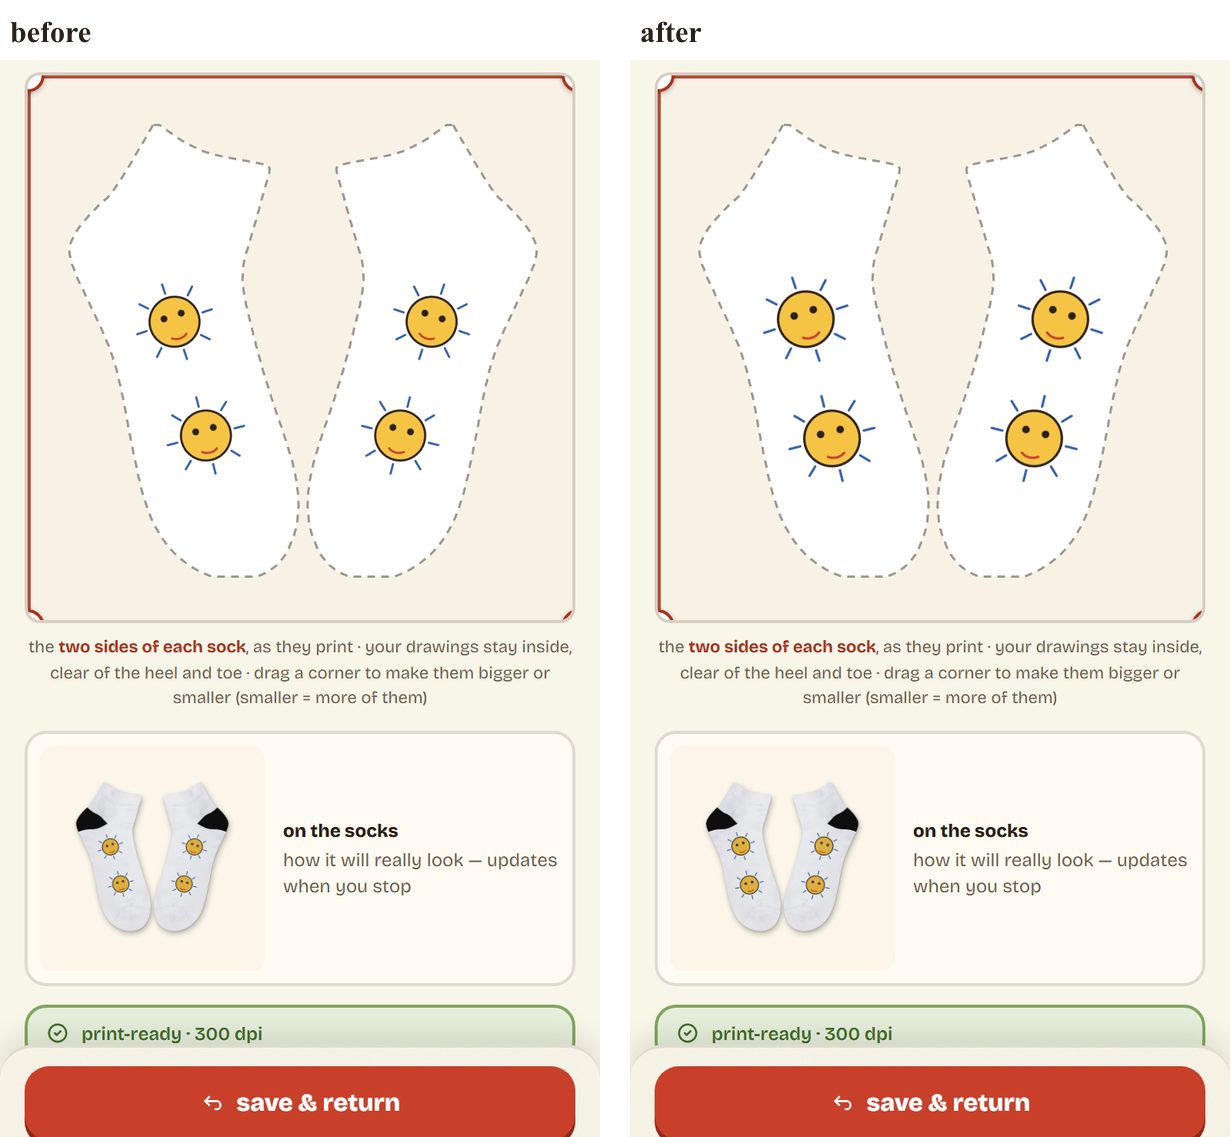 before
after
the two sides of each sock, as they print · your drawings stay inside,
clear of the heel and toe · drag a corner to make them bigger or
smaller (smaller = more of them)
on the socks
how it will really look — updates
when you stop
print-ready · 300 dpi
save & return
the two sides of each sock, as they print · your drawings stay inside,
clear of the heel and toe · drag a corner to make them bigger or
smaller (smaller = more of them)
on the socks
how it will really look — updates
when you stop
print-ready · 300 dpi
save & return